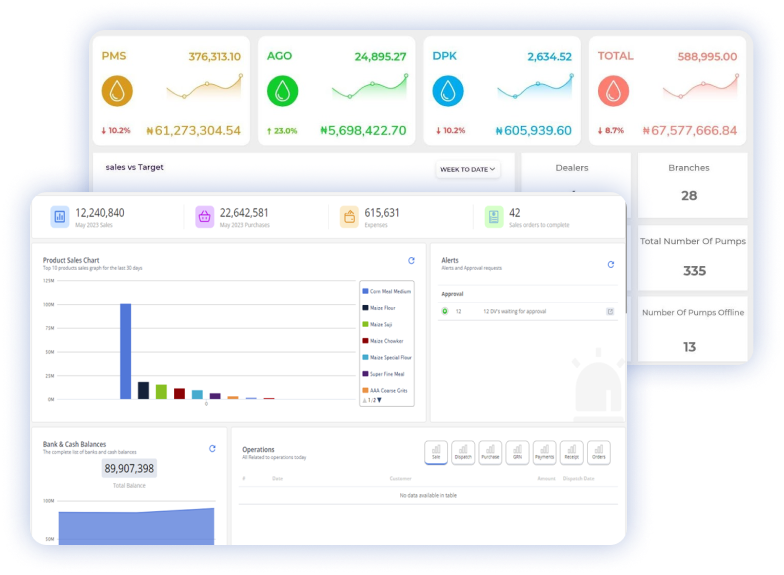 PMS 376,313.10
↓ 10.2% ₦61,273,304.54
AGO 24,895.27
↑ 23.0% ₦5,698,422.70
DPK 2,634.52
↓ 10.2% ₦605,939.60
TOTAL 588,995.00
↓ 8.7% ₦67,577,666.84
sales vs Target
WEEK TO DATE
Dealers
Branches
28
Total Number Of Pumps
335
Number Of Pumps Offline
13
12,240,840
May 2023 Sales
22,642,581
May 2023 Purchases
615,631
Expenses
42
Sales orders to complete
Product Sales Chart
Top 10 products sales graph for the last 30 days
125M
100M
75M
50M
25M
0M
0
Corn Meal Medium
Maize Flour
Maize Suji
Maize Chowker
Maize Special Flour
Super Fine Meal
AAA Coarse Grits
1/2
Alerts
Alerts and Approval requests
Approval
12 12 DV's waiting for approval
Bank & Cash Balances
The complete list of banks and cash balances
89,907,398
Total Balance
100M
50M
Operations
All Related to operations today
Sale Dispatch Purchase GRN Payments Receipt Orders
# Date Customer Amount Dispatch Date
No data available in table